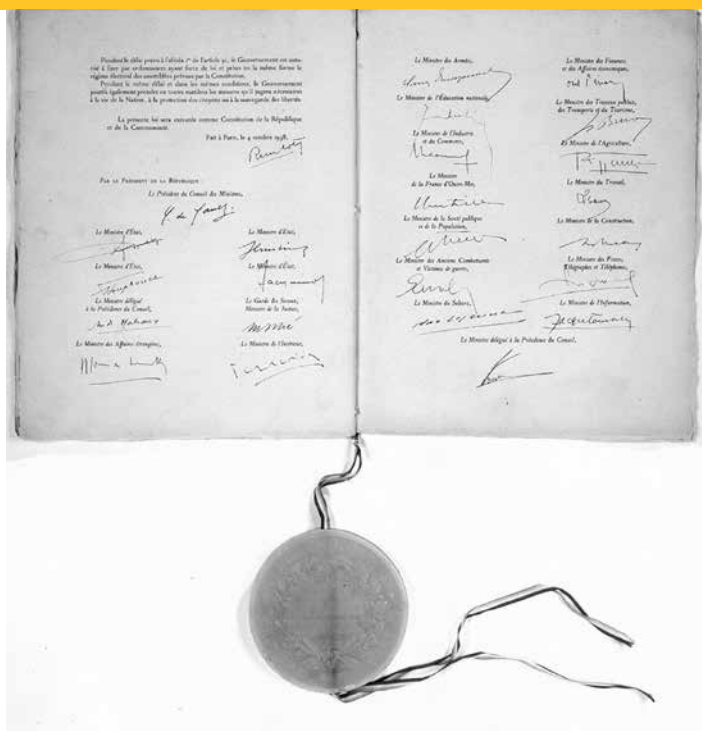 Pendant le délai prévu à l'alinéa 1er de l'article 91, le Gouvernement est auto-
risé à fixer par ordonnances ayant force de loi et prises en la même forme le
régime électoral des assemblées prévues par la Constitution.
Pendant le même délai et dans les mêmes conditions, le Gouvernement
pourra également prendre en toutes matières les mesures qu'il jugera nécessaires
à la vie de la Nation, à la protection des citoyens ou à la sauvegarde des libertés.
La présente loi sera exécutée comme Constitution de la République
et de la Communauté.
Fait à Paris, le 4 octobre 1958.
PAR LE PRÉSIDENT DE LA RÉPUBLIQUE :
Le Président du Conseil des Ministres,
Le Ministre d'État,
Le Ministre d'État,
Le Ministre d'État,
Le Ministre d'État,
Le Ministre délégué
à la Présidence du Conseil,
Le Garde des Sceaux,
Ministre de la Justice,
Le Ministre des Affaires étrangères,
Le Ministre de l'Intérieur,
Le Ministre des Armées,
Le Ministre des Finances
et des Affaires économiques,
Le Ministre de l'Éducation nationale,
Le Ministre des Travaux publics,
des Transports et du Tourisme,
Le Ministre de l'Industrie
et du Commerce,
Le Ministre de l'Agriculture,
Le Ministre
de la France d'Outre-Mer,
Le Ministre du Travail,
Le Ministre de la Santé publique
et de la Population,
Le Ministre de la Construction,
Le Ministre des Anciens Combattants
et Victimes de guerre,
Le Ministre des Postes,
Télégraphes et Téléphones,
Le Ministre du Sahara,
Le Ministre de l'Information,
Le Ministre délégué à la Présidence du Conseil,